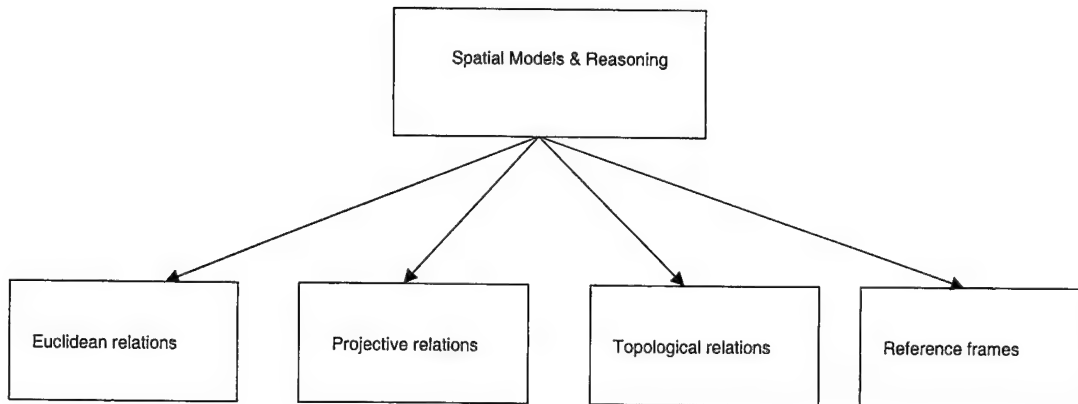 Spatial Models & Reasoning
Euclidean relations
Projective relations
Topological relations
Reference frames